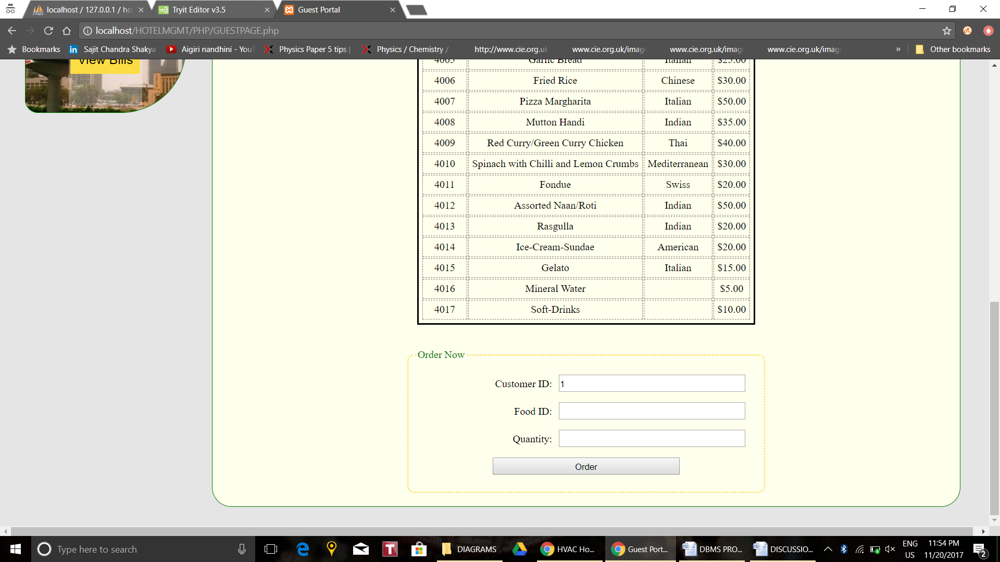 localhost / 127.0.0.1 / ho
Tryit Editor v3.5
Guest Portal
localhost/HOTELMGMT/PHP/GUESTPAGE.php
Bookmarks
Sajit Chandra Shakya
Aigiri nandhini - YouT
Physics Paper 5 tips |
Physics / Chemistry /
http://www.cie.org.uk
www.cie.org.uk/imag
www.cie.org.uk/imag
www.cie.org.uk/imag
» Other bookmarks
View Bills
4005 Garlic Bread Italian $25.00
4006 Fried Rice Chinese $30.00
4007 Pizza Margharita Italian $50.00
4008 Mutton Handi Indian $35.00
4009 Red Curry/Green Curry Chicken Thai $40.00
4010 Spinach with Chilli and Lemon Crumbs Mediterranean $30.00
4011 Fondue Swiss $20.00
4012 Assorted Naan/Roti Indian $50.00
4013 Rasgulla Indian $20.00
4014 Ice-Cream-Sundae American $20.00
4015 Gelato Italian $15.00
4016 Mineral Water $5.00
4017 Soft-Drinks $10.00
Order Now
Customer ID: 1
Food ID:
Quantity:
Order
Type here to search
DIAGRAMS
HVAC Ho...
Guest Port...
DBMS PRO...
DISCUSSIO...
ENG
US
11:54 PM
11/20/2017
2